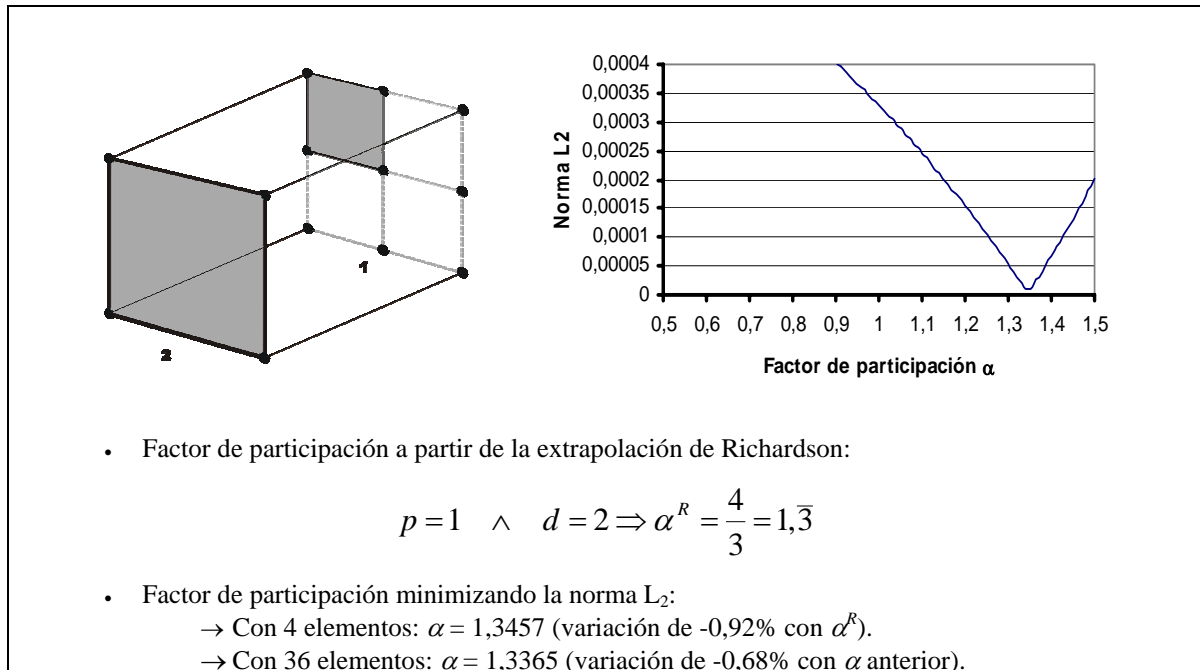 1
2
0,0004
0,00035
0,0003
0,00025
0,0002
0,00015
0,0001
0,00005
0
Norma L2
0,5 0,6 0,7 0,8 0,9 1 1,1 1,2 1,3 1,4 1,5
Factor de participación α
• Factor de participación a partir de la extrapolación de Richardson:
p = 1 ∧ d = 2 ⇒ α^R = 4/3 = 1,3̅
• Factor de participación minimizando la norma L₂:
→ Con 4 elementos: α = 1,3457 (variación de -0,92% con α^R).
→ Con 36 elementos: α = 1,3365 (variación de -0,68% con α anterior).